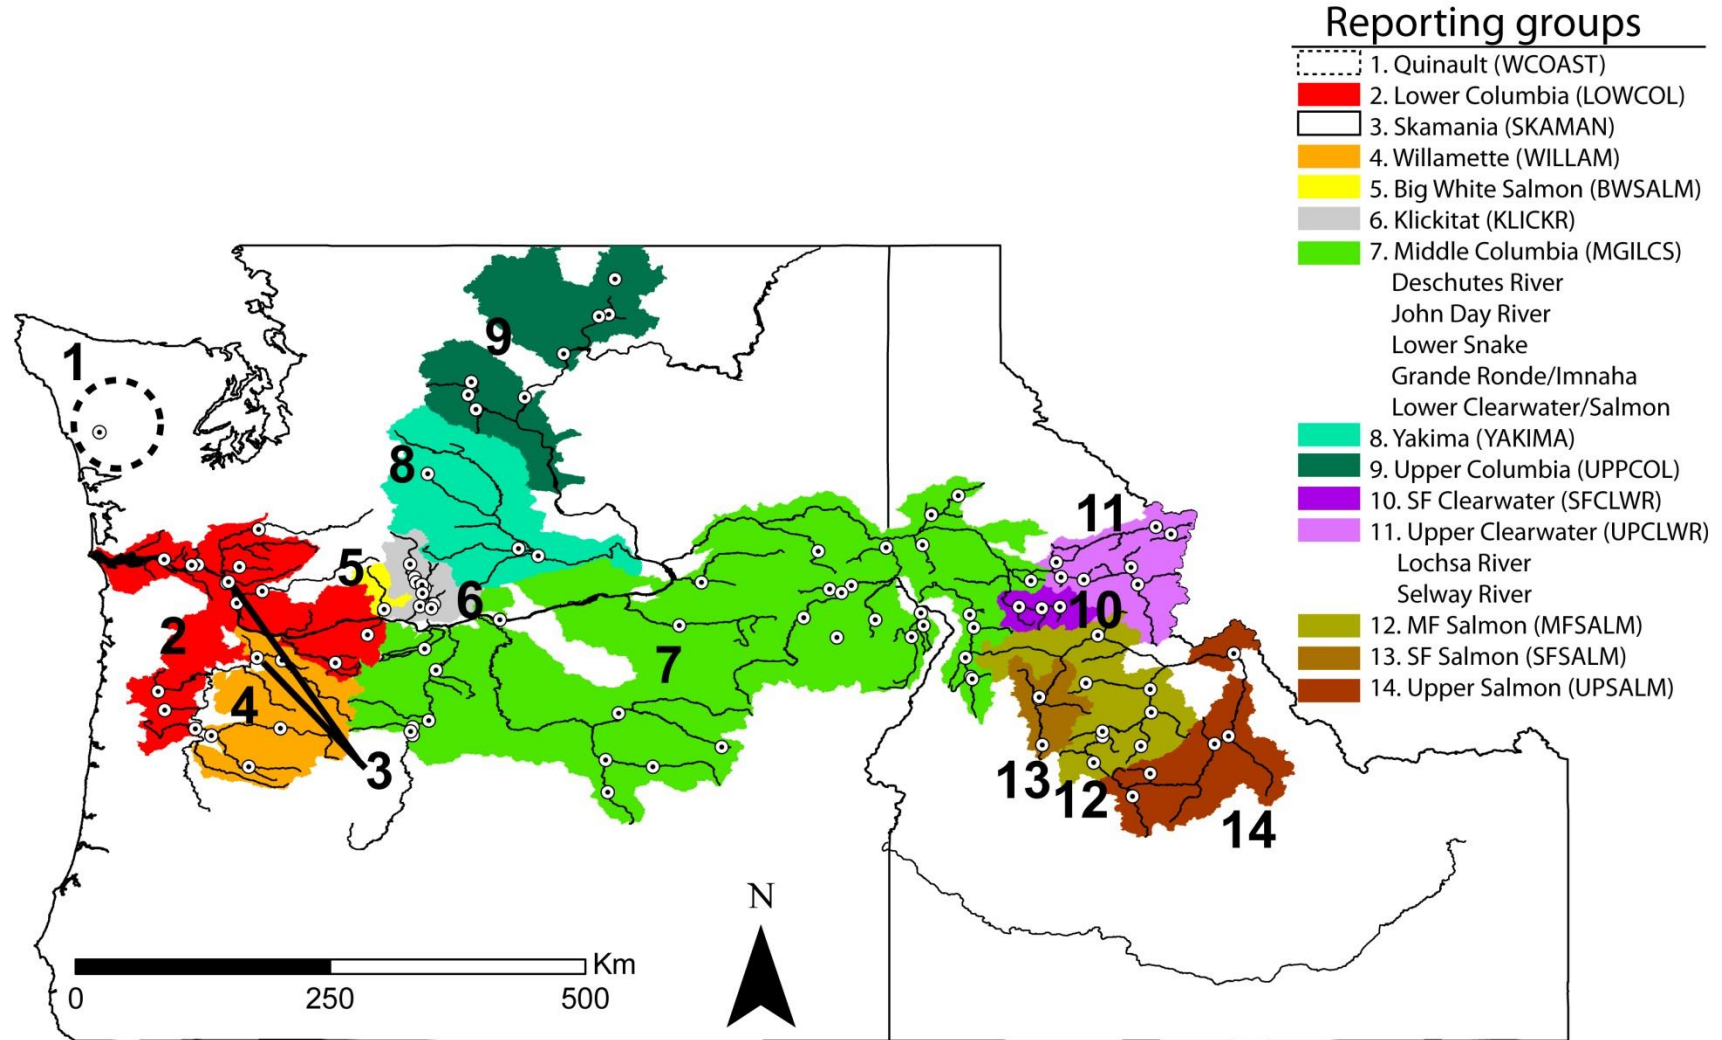 Reporting groups
1. Quinault (WCOAST)
2. Lower Columbia (LOWCOL)
3. Skamania (SKAMAN)
4. Willamette (WILLAM)
5. Big White Salmon (BWSALM)
6. Klickitat (KLICKR)
7. Middle Columbia (MGILCS)
Deschutes River
John Day River
Lower Snake
Grande Ronde/Imnaha
Lower Clearwater/Salmon
8. Yakima (YAKIMA)
9. Upper Columbia (UPPCOL)
10. SF Clearwater (SFCLWR)
11. Upper Clearwater (UPCLWR)
Lochsa River
Selway River
12. MF Salmon (MFSALM)
13. SF Salmon (SFSALM)
14. Upper Salmon (UPSALM)
9
1
8
11
5
6
10
2
7
4
3
13
12
14
N
Km
0 250 500